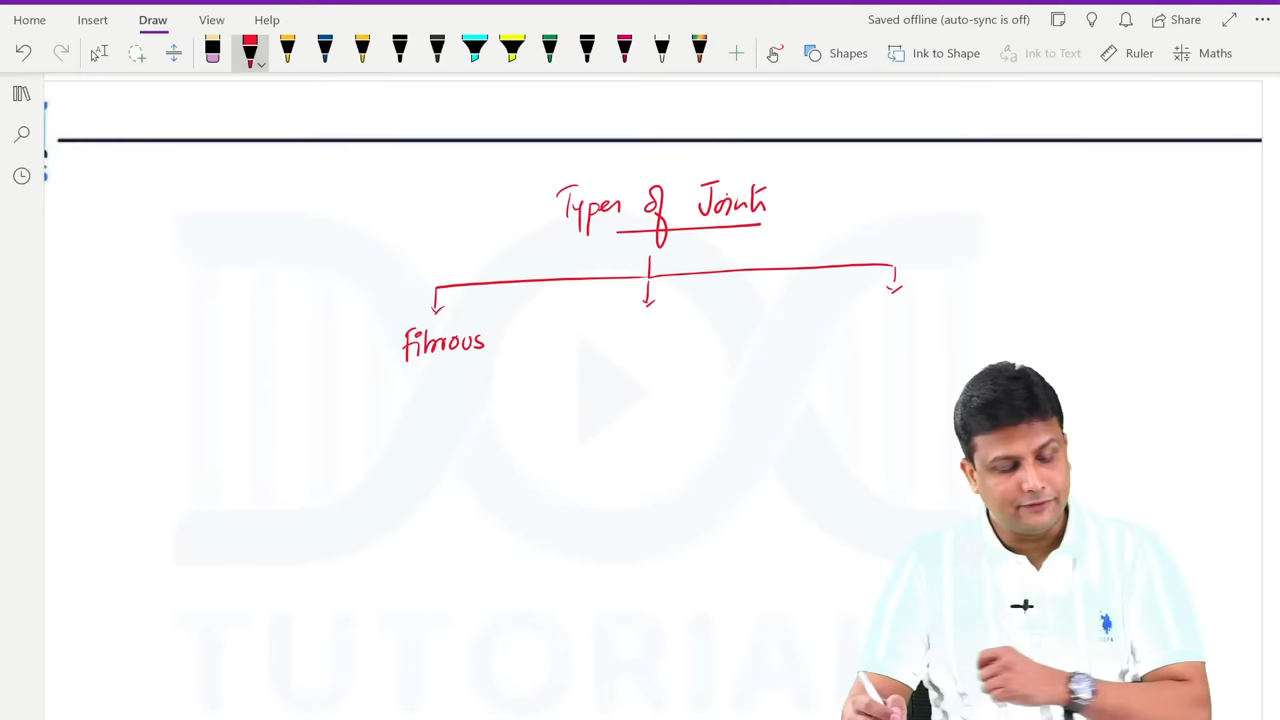 Home Insert Draw View Help Saved offline (auto-sync is off) Share
Shapes Ink to Shape Ink to Text Ruler Maths
Types of Joints
fibrous
TUTORIA